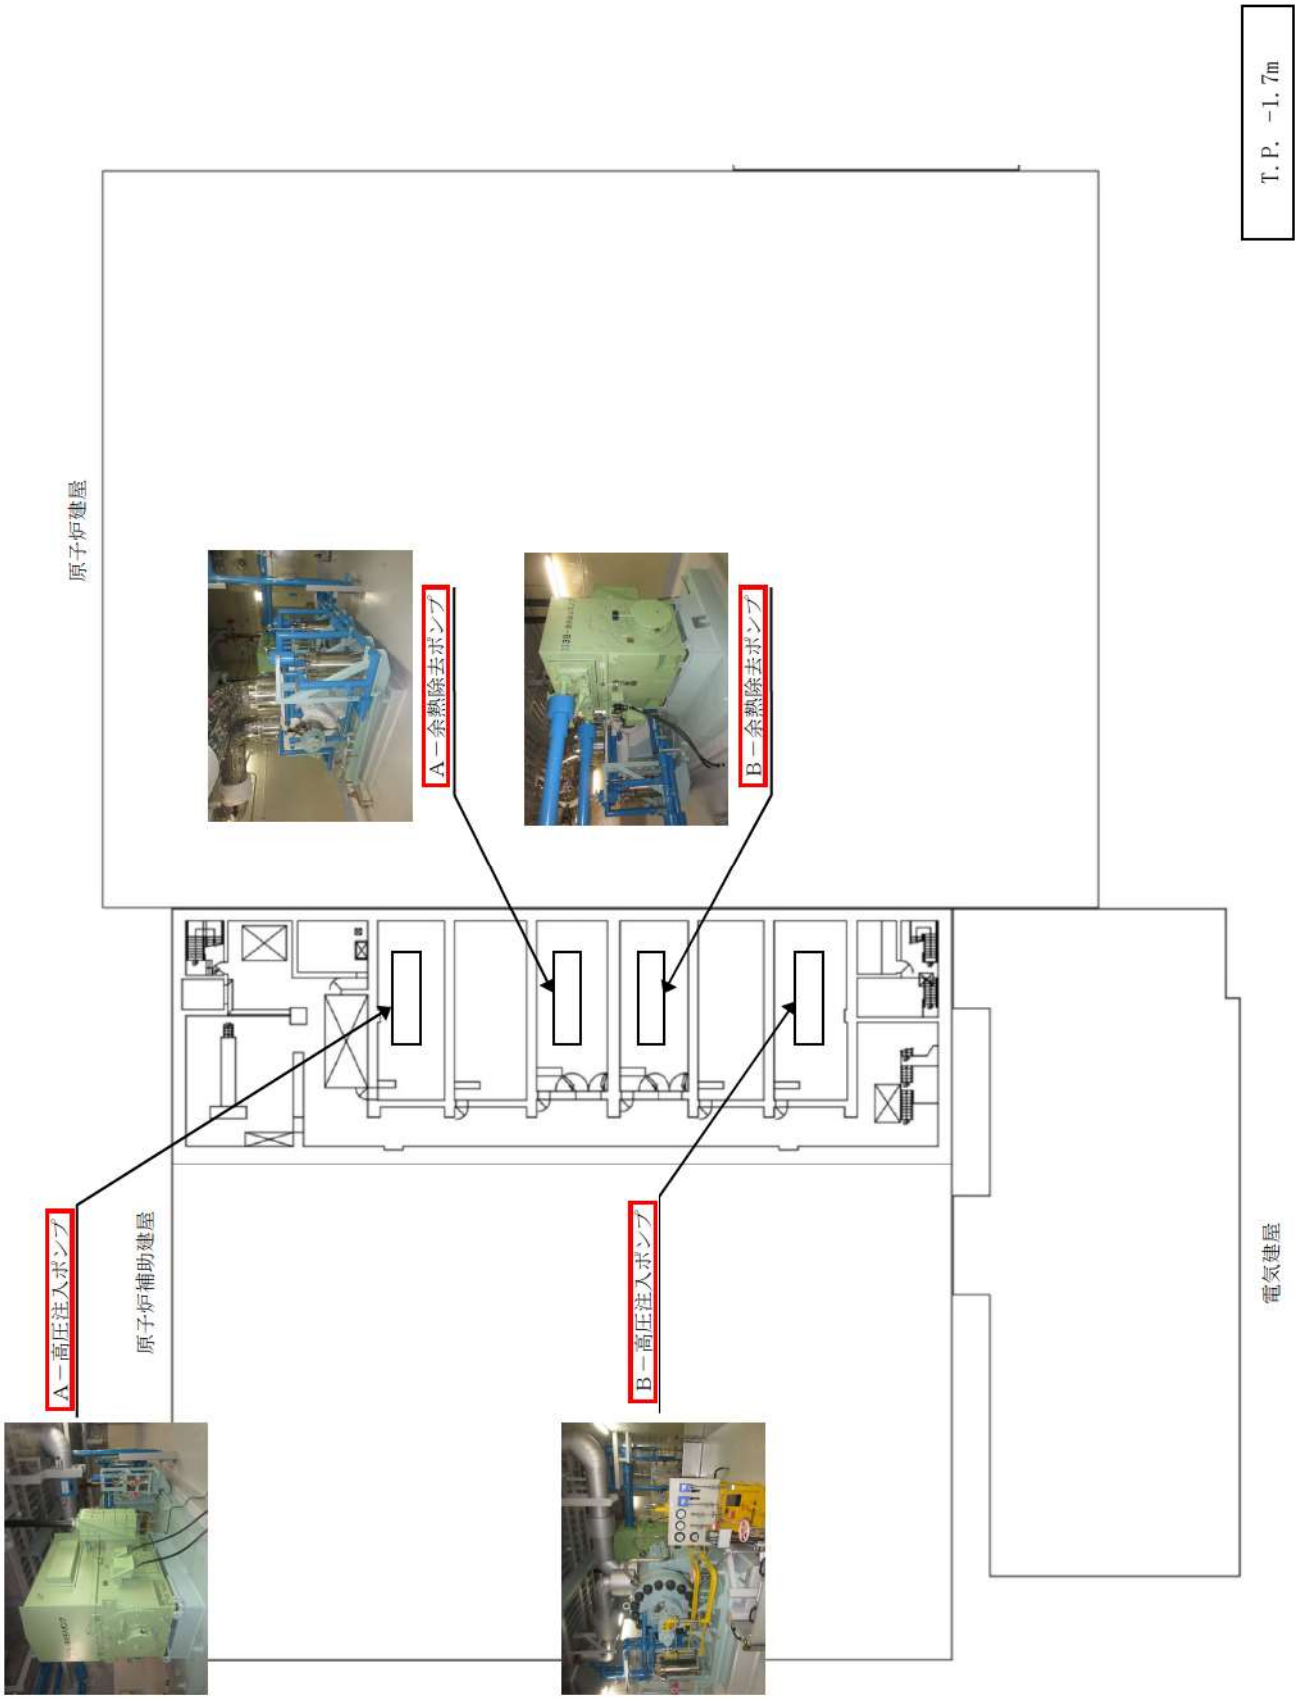 T.P. −1.7m
原子炉建屋
A－余熱除去ポンプ
B－余熱除去ポンプ
A－高圧注入ポンプ
原子炉補助建屋
B－高圧注入ポンプ
電気建屋